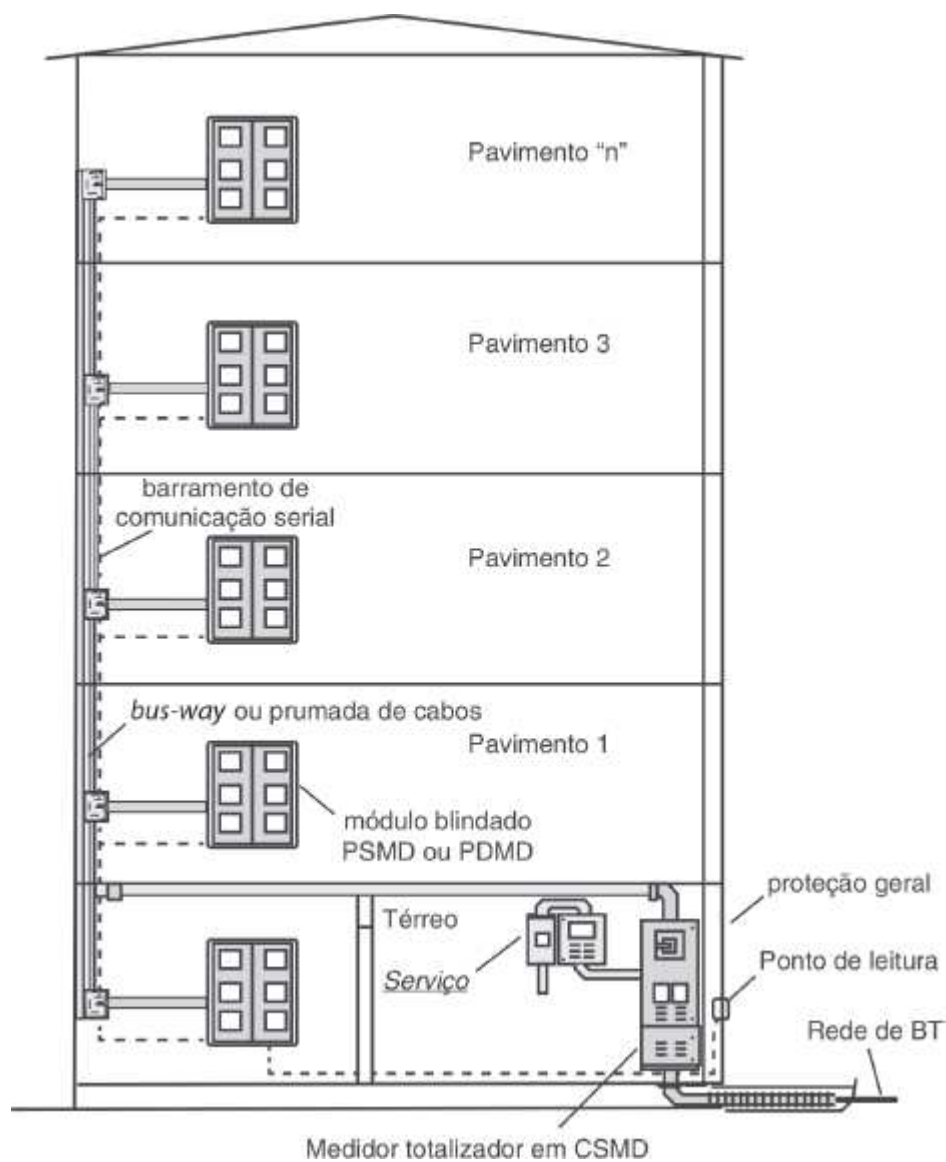 Pavimento “n”
Pavimento 3
barramento de
comunicação serial
Pavimento 2
bus-way ou prumada de cabos
Pavimento 1
módulo blindado
PSMD ou PDMD
proteção geral
Térreo
Ponto de leitura
Serviço
Rede de BT
Medidor totalizador em CSMD